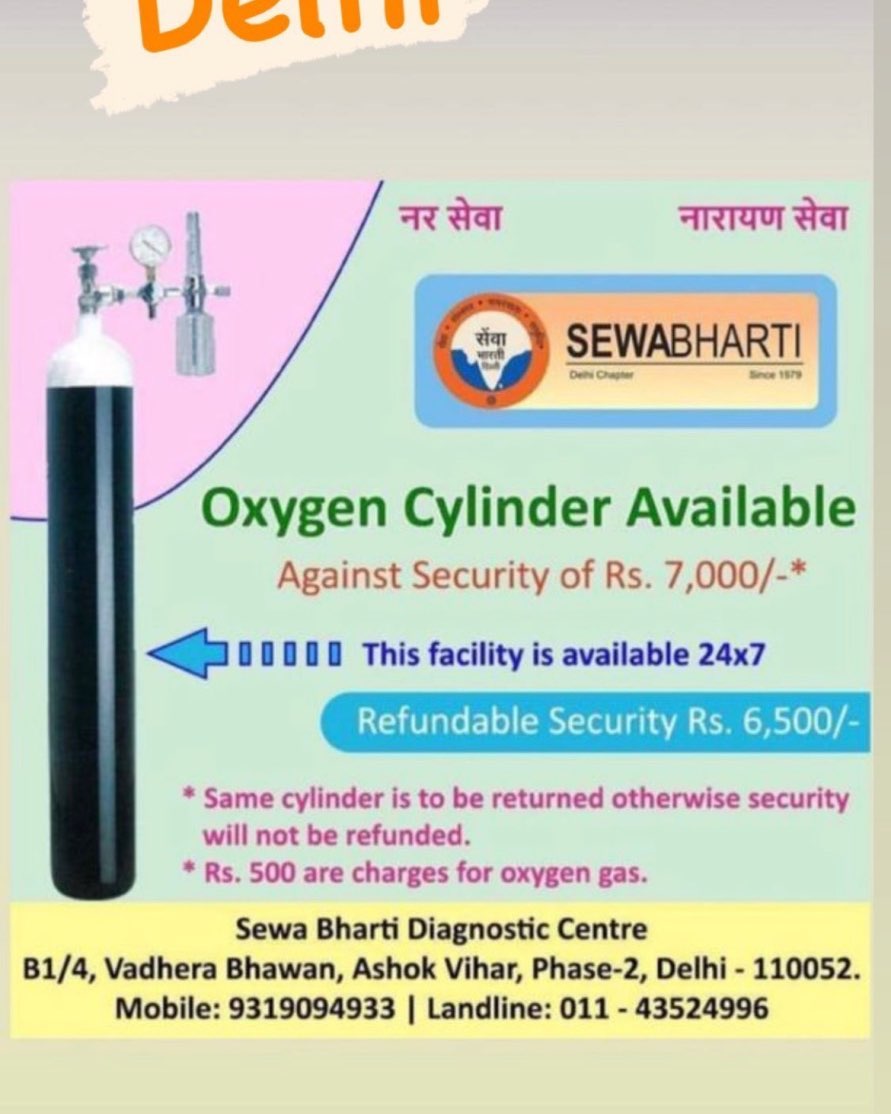 Delhi
नर सेवा नारायण सेवा
सेवा
भारती
SEWABHARTI
Delhi Chapter Since 1979
Oxygen Cylinder Available
Against Security of Rs. 7,000/-*
This facility is available 24x7
Refundable Security Rs. 6,500/-
* Same cylinder is to be returned otherwise security
will not be refunded.
* Rs. 500 are charges for oxygen gas.
Sewa Bharti Diagnostic Centre
B1/4, Vadhera Bhawan, Ashok Vihar, Phase-2, Delhi - 110052.
Mobile: 9319094933 | Landline: 011 - 43524996